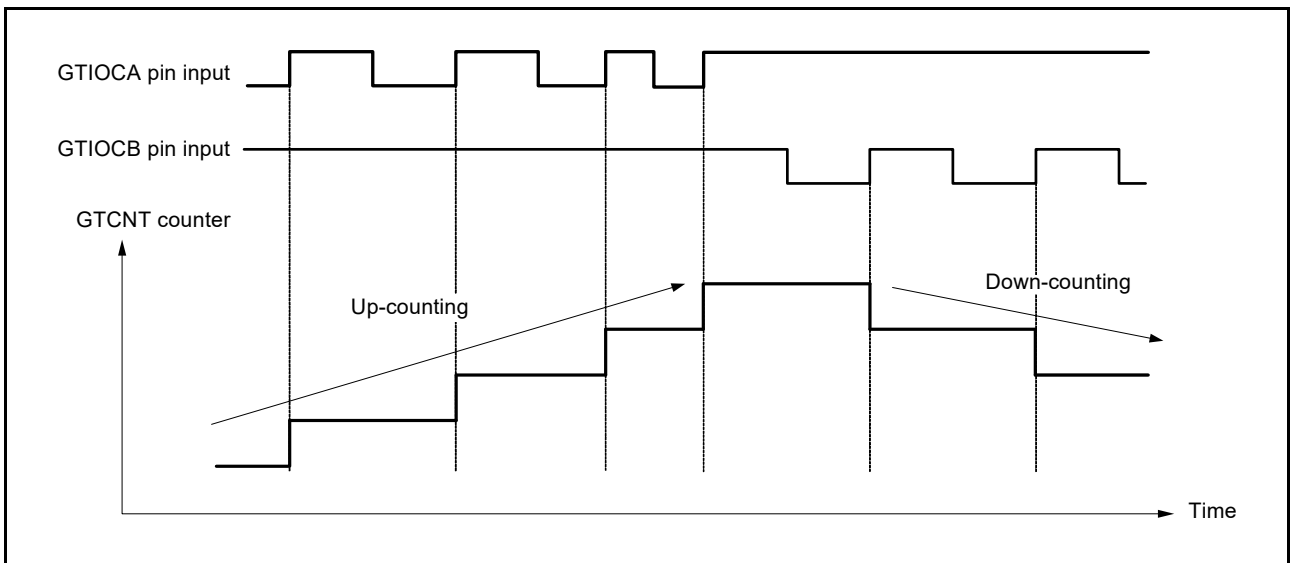 GTIOCA pin input
GTIOCB pin input
GTCNT counter
Up-counting
Down-counting
Time